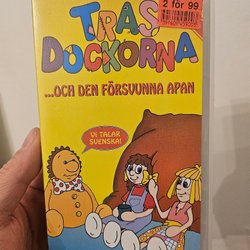 2 för 99
TRAS
DOCKORNA
...OCH DEN FÖRSVUNNA APAN
VI TALAR
SVENSKA!